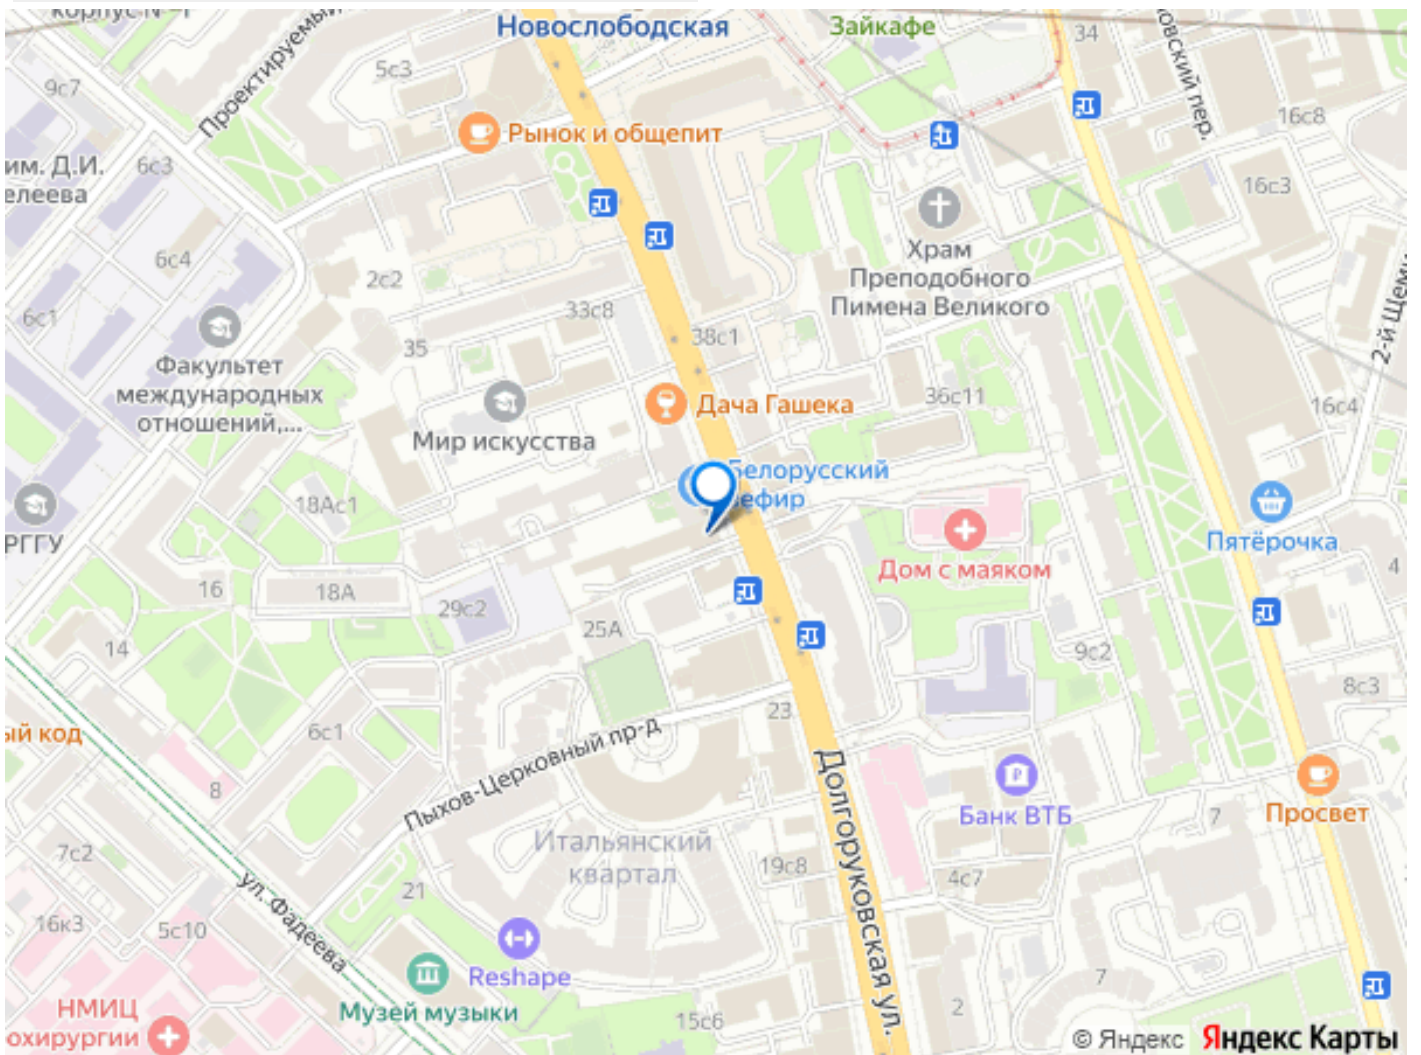 Новослободская
Зайкафе
34
5с3
9с7
Проектируемый
Рынок и общепит
16с8
им. Д.И.
6с3
16с3
Храм
Преподобного
Пимена Великого
6с4
2с2
33с8
6с1
38с1
35
2-й
Факультет
международных
отношений,...
Дача Гашека
36с11
16с4
Мир искусства
Белорусский
зефир
18Ас1
РГГУ
Пятёрочка
Дом с маяком
4
16
18А
29с2
25А
14
9с2
8с3
23
6с1
ый код
Пыхов-Церковный пр-д
Долгоруковская ул.
8
Банк ВТБ
7
Просвет
Итальянский
квартал
7с2
19с8
4с7
21
ул. Фадеева
16к3
5с10
Reshape
7
Музей музыки
НМИЦ
охирургии
15с6
2
© Яндекс Яндекс Карты